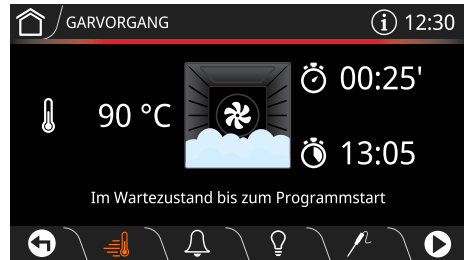 GARVORGANG
12:30
90 °C
00:25'
13:05
Im Wartezustand bis zum Programmstart